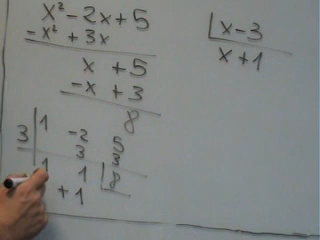 x² - 2x + 5 | x - 3
- x² + 3x x + 1
x + 5
- x + 3
8
1 -2 5
3 3 3
1 1 8
+ 1